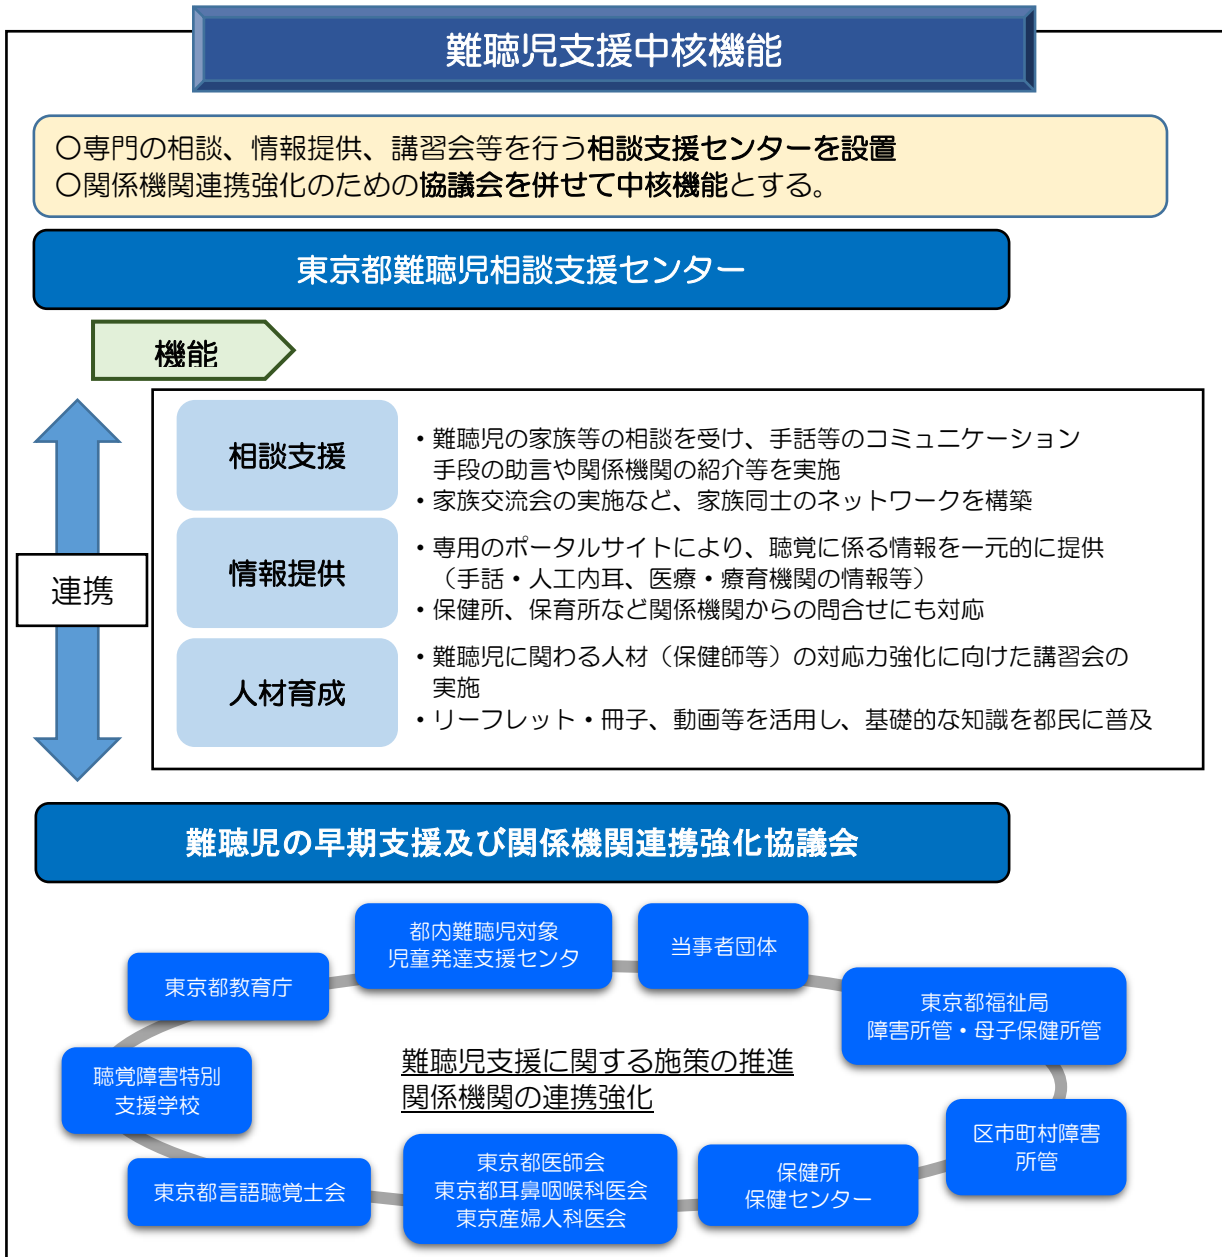 難聴児支援中核機能
〇専門の相談、情報提供、講習会等を行う相談支援センターを設置
〇関係機関連携強化のための協議会を併せて中核機能とする。
東京都難聴児相談支援センター
機能
連携
相談支援
・難聴児の家族等の相談を受け、手話等のコミュニケーション
手段の助言や関係機関の紹介等を実施
・家族交流会の実施など、家族同士のネットワークを構築
情報提供
・専用のポータルサイトにより、聴覚に係る情報を一元的に提供
（手話・人工内耳、医療・療育機関の情報等）
・保健所、保育所など関係機関からの問合せにも対応
人材育成
・難聴児に関わる人材（保健師等）の対応力強化に向けた講習会の
実施
・リーフレット・冊子、動画等を活用し、基礎的な知識を都民に普及
難聴児の早期支援及び関係機関連携強化協議会
都内難聴児対象
児童発達支援センタ
当事者団体
東京都教育庁
東京都福祉局
障害所管・母子保健所管
聴覚障害特別
支援学校
難聴児支援に関する施策の推進
関係機関の連携強化
区市町村障害
所管
東京都言語聴覚士会
東京都医師会
東京都耳鼻咽喉科医会
東京産婦人科医会
保健所
保健センター